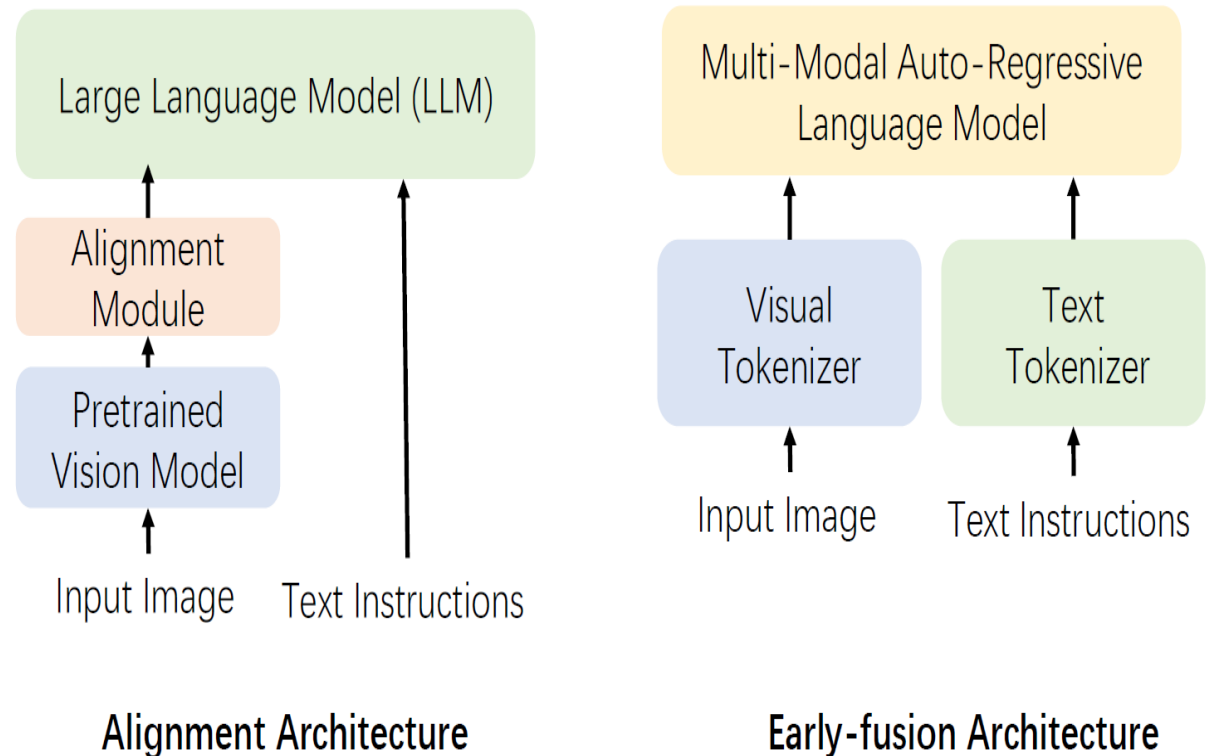 Large Language Model (LLM)
Alignment
Module
Pretrained
Vision Model
Input Image
Text Instructions
Alignment Architecture
Multi-Modal Auto-Regressive
Language Model
Visual
Tokenizer
Text
Tokenizer
Input Image
Text Instructions
Early-fusion Architecture